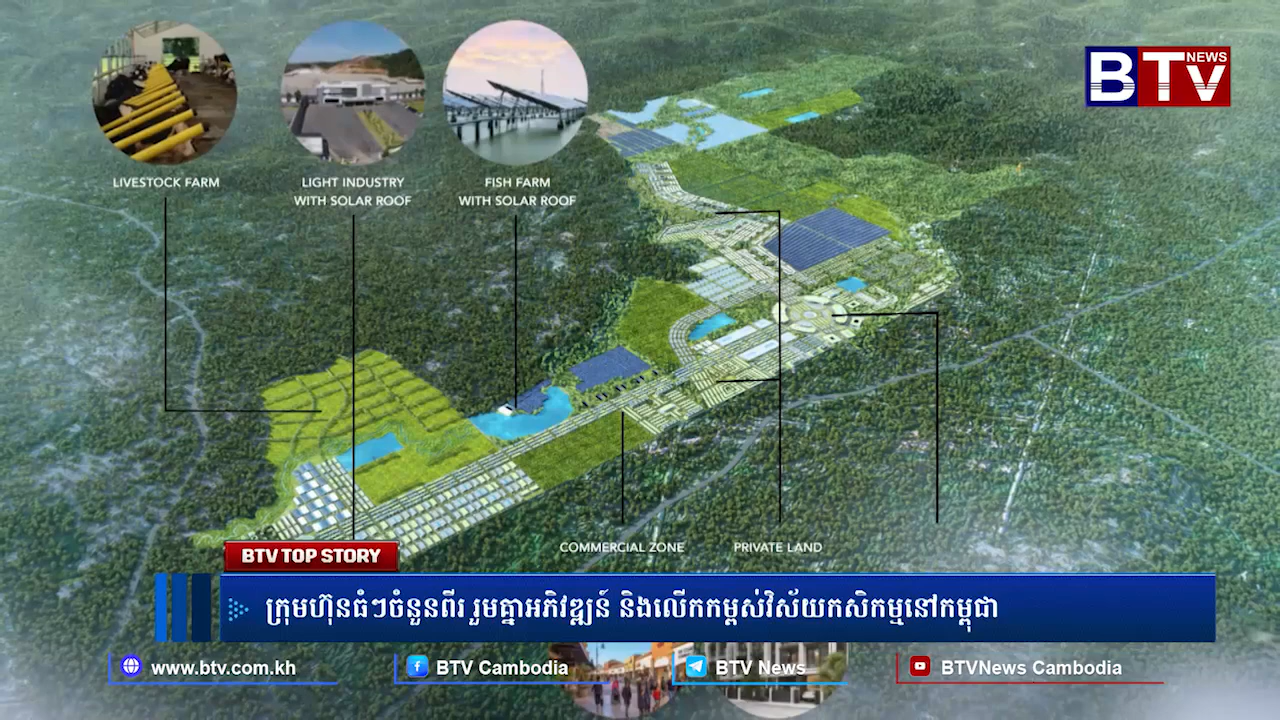 BTV NEWS
LIVESTOCK FARM
LIGHT INDUSTRY
WITH SOLAR ROOF
FISH FARM
WITH SOLAR ROOF
COMMERCIAL ZONE
PRIVATE LAND
BTV TOP STORY
ក្រុមហ៊ុនធំៗចំនួនពីរ រួមគ្នាអភិវឌ្ឍន៍ និងលើកកម្ពស់វិស័យកសិកម្មនៅកម្ពុជា
www.btv.com.kh
BTV Cambodia
BTV News
BTVNews Cambodia